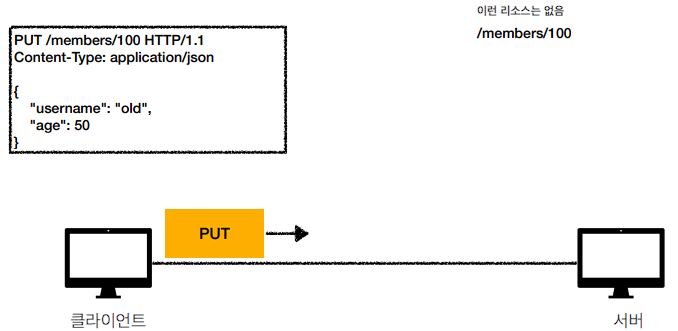 이런 리소스는 없음
/members/100
PUT /members/100 HTTP/1.1
Content-Type: application/json
{
"username": "old",
"age": 50
}
PUT
클라이언트
서버